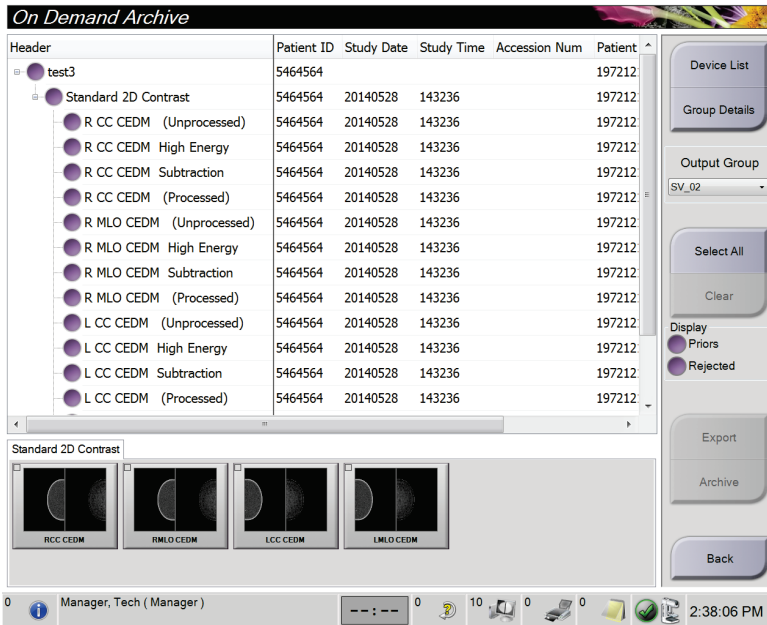 On Demand Archive
Header Patient ID Study Date Study Time Accession Num Patient
test3 5464564 1972121
Standard 2D Contrast 5464564 20140528 143236 197212
R CC CEDM (Unprocessed) 5464564 20140528 143236 197212
R CC CEDM High Energy 5464564 20140528 143236 197212
R CC CEDM Subtraction 5464564 20140528 143236 197212
R CC CEDM (Processed) 5464564 20140528 143236 197212
R MLO CEDM (Unprocessed) 5464564 20140528 143236 197212
R MLO CEDM High Energy 5464564 20140528 143236 197212
R MLO CEDM Subtraction 5464564 20140528 143236 197212
R MLO CEDM (Processed) 5464564 20140528 143236 197212
L CC CEDM (Unprocessed) 5464564 20140528 143236 197212
L CC CEDM High Energy 5464564 20140528 143236 197212
L CC CEDM Subtraction 5464564 20140528 143236 197212
L CC CEDM (Processed) 5464564 20140528 143236 197212
Device List
Group Details
Output Group
SV_02
Select All
Clear
Display
Priors
Rejected
Export
Archive
Back
Standard 2D Contrast
RCC CEDM RMLO CEDM LCC CEDM LMLO CEDM
0 Manager, Tech ( Manager ) --:-- 0 10 0 0 2:38:06 PM